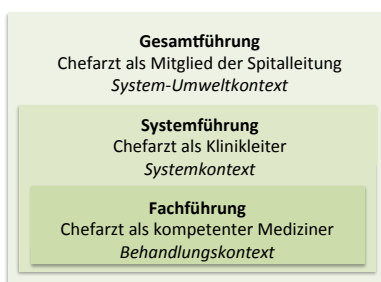 Gesamtführung
Chefarzt als Mitglied der Spitalleitung
System-Umweltkontext
Systemführung
Chefarzt als Klinikleiter
Systemkontext
Fachführung
Chefarzt als kompetenter Mediziner
Behandlungskontext